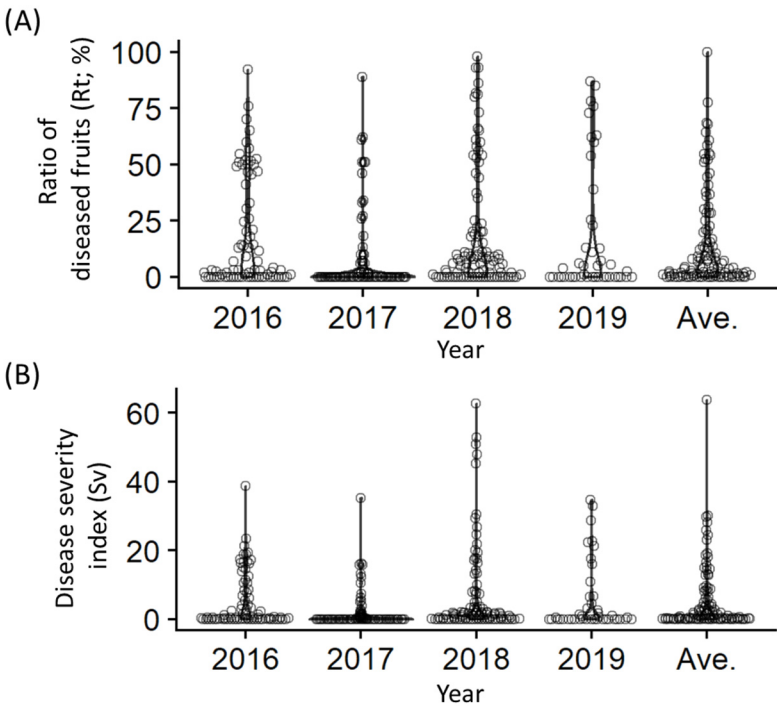 (A)
Ratio of
diseased fruits (Rt; %)
100
75
50
25
0
2016 2017 2018 2019 Ave.
Year
(B)
Disease severity
index (Sv)
60
40
20
0
2016 2017 2018 2019 Ave.
Year